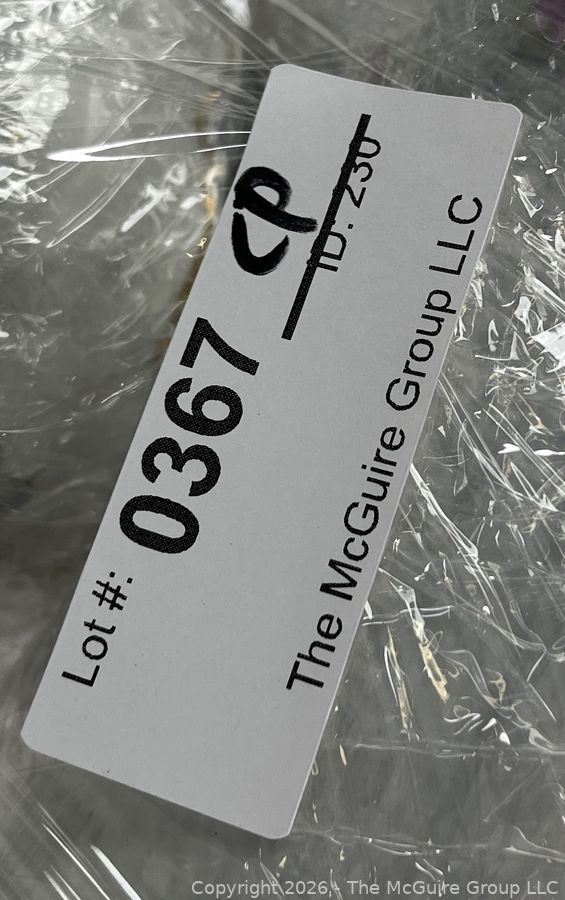 Lot #: 0367 CP
ID: 230
The McGuire Group LLC
Copyright 2026, - The McGuire Group LLC